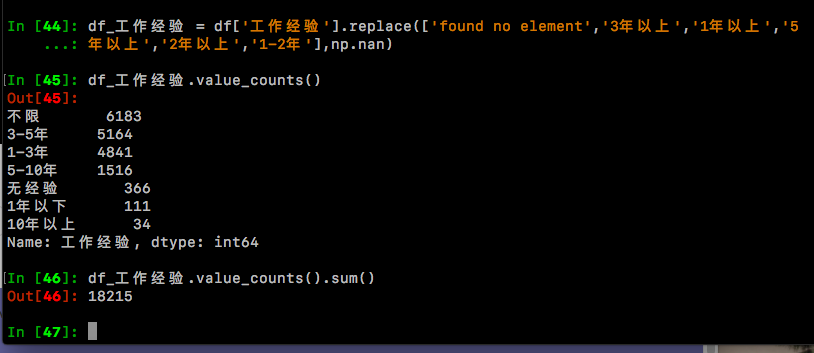 In [44]: df_工作经验 = df['工作经验'].replace(['found no element','3年以上','1年以上','5
...: 年以上','2年以上','1-2年'],np.nan)
In [45]: df_工作经验.value_counts()
Out[45]:
不限 6183
3-5年 5164
1-3年 4841
5-10年 1516
无经验 366
1年以下 111
10年以上 34
Name: 工作经验, dtype: int64
In [46]: df_工作经验.value_counts().sum()
Out[46]: 18215
In [47]: